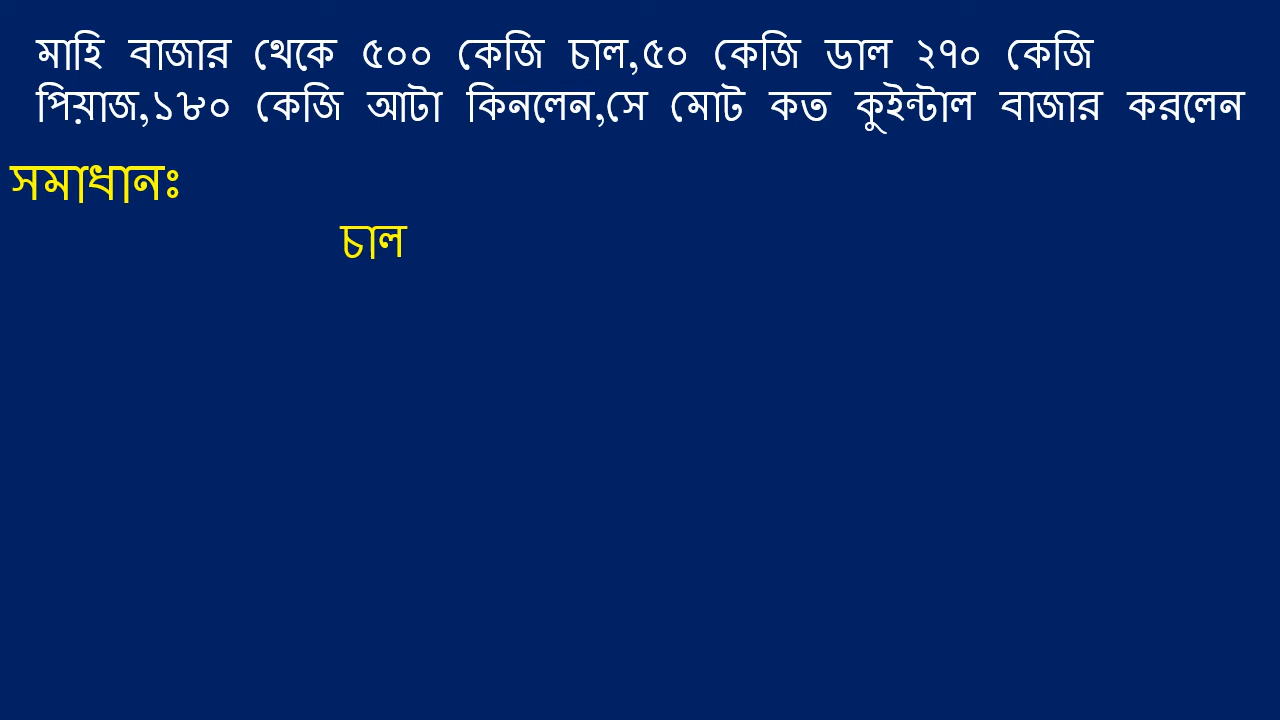 মাহি বাজার থেকে ৫০০ কেজি চাল,৫০ কেজি ডাল ২৭০ কেজি
পিয়াজ,১৮০ কেজি আটা কিনলেন,সে মোট কত কুইন্টাল বাজার করলেন
সমাধানঃ
চাল